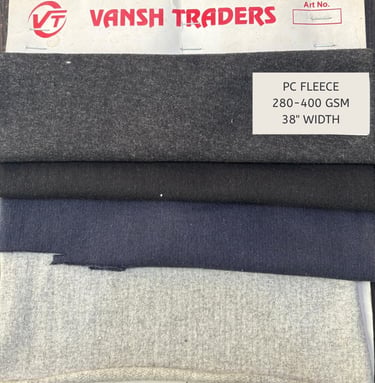 VT
VANSH TRADERS
Art No.
PC FLEECE
280-400 GSM
38" WIDTH